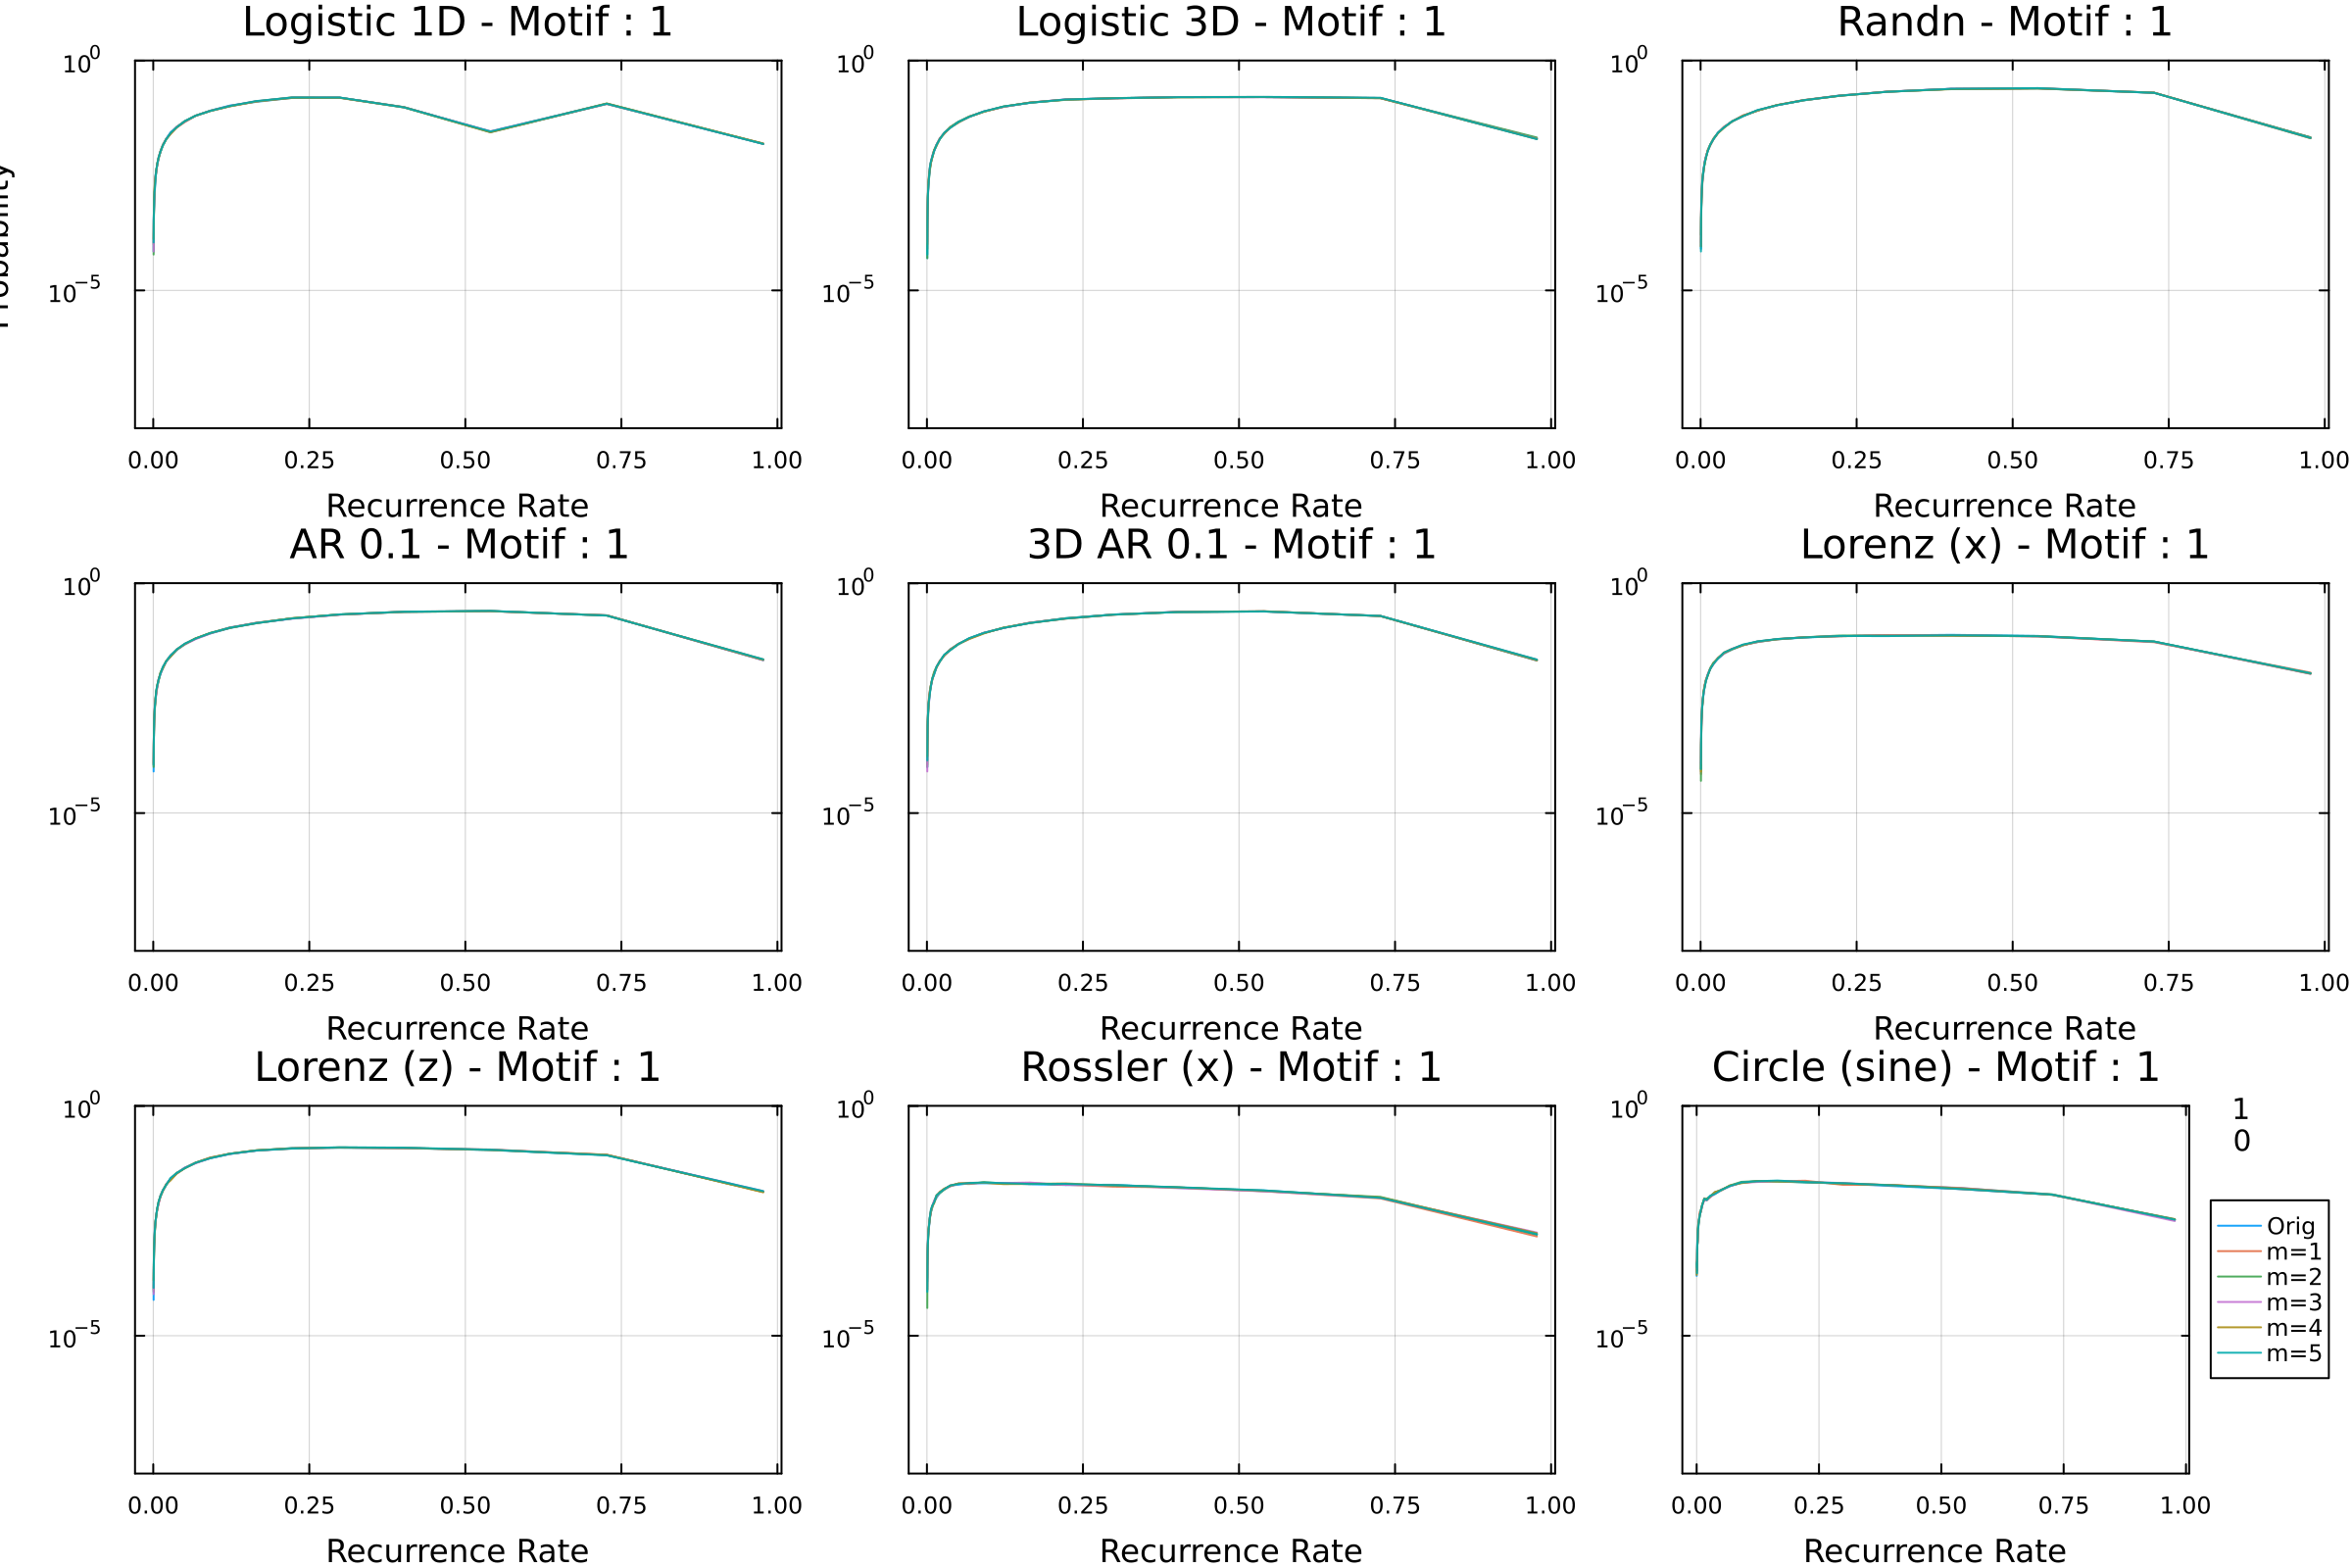 Logistic 1D - Motif : 1
Logistic 3D - Motif : 1
Randn - Motif : 1
10^0
10^0
10^0
Probability
10^−5
10^−5
10^−5
0.00 0.25 0.50 0.75 1.00
0.00 0.25 0.50 0.75 1.00
0.00 0.25 0.50 0.75 1.00
Recurrence Rate
Recurrence Rate
Recurrence Rate
AR 0.1 - Motif : 1
3D AR 0.1 - Motif : 1
Lorenz (x) - Motif : 1
10^0
10^0
10^0
10^−5
10^−5
10^−5
0.00 0.25 0.50 0.75 1.00
0.00 0.25 0.50 0.75 1.00
0.00 0.25 0.50 0.75 1.00
Recurrence Rate
Recurrence Rate
Recurrence Rate
Lorenz (z) - Motif : 1
Rossler (x) - Motif : 1
Circle (sine) - Motif : 1
10^0
10^0
10^0
1
0
10^−5
10^−5
10^−5
Orig
m=1
m=2
m=3
m=4
m=5
0.00 0.25 0.50 0.75 1.00
0.00 0.25 0.50 0.75 1.00
0.00 0.25 0.50 0.75 1.00
Recurrence Rate
Recurrence Rate
Recurrence Rate